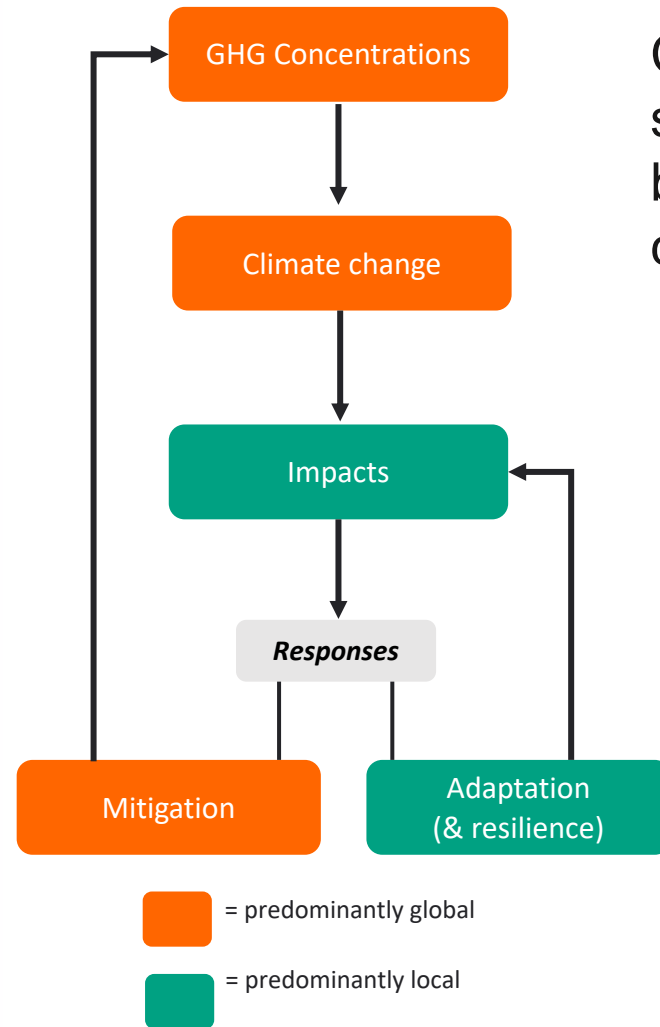 GHG Concentrations
Climate change
Impacts
Responses
Mitigation
Adaptation
(& resilience)
= predominantly global
= predominantly local